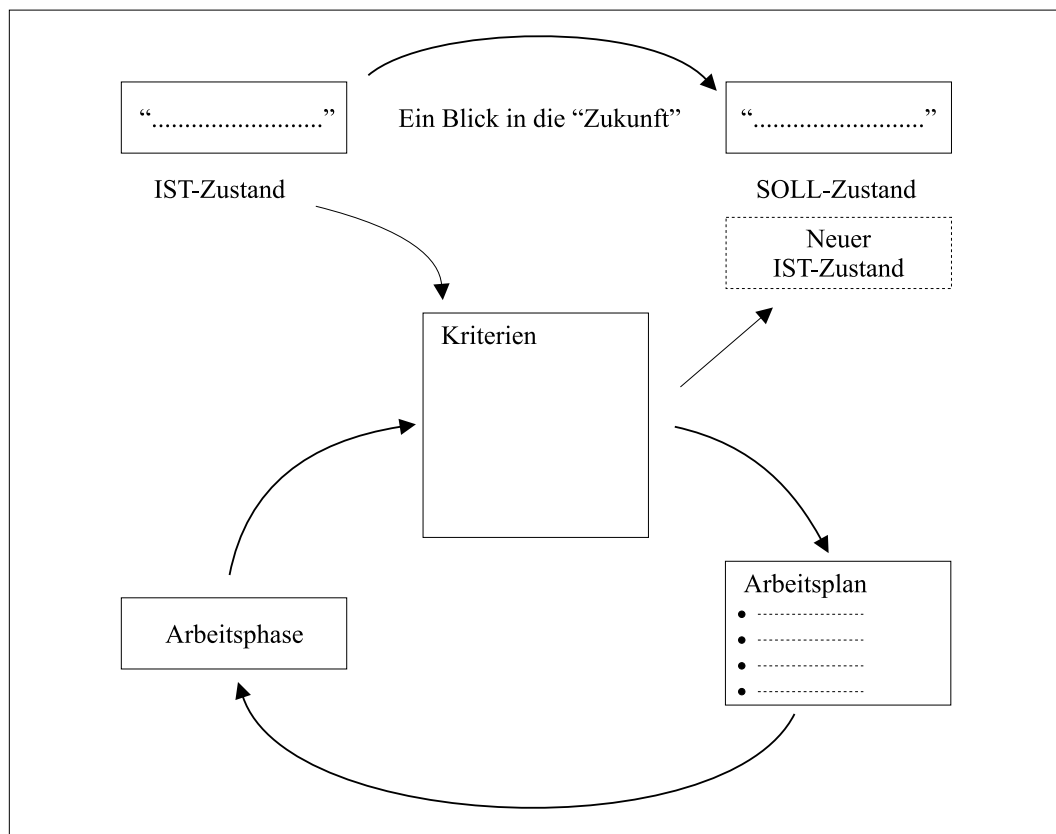 “..........................”
Ein Blick in die “Zukunft”
“..........................”
IST-Zustand
SOLL-Zustand
Neuer
IST-Zustand
Kriterien
Arbeitsplan
Arbeitsphase